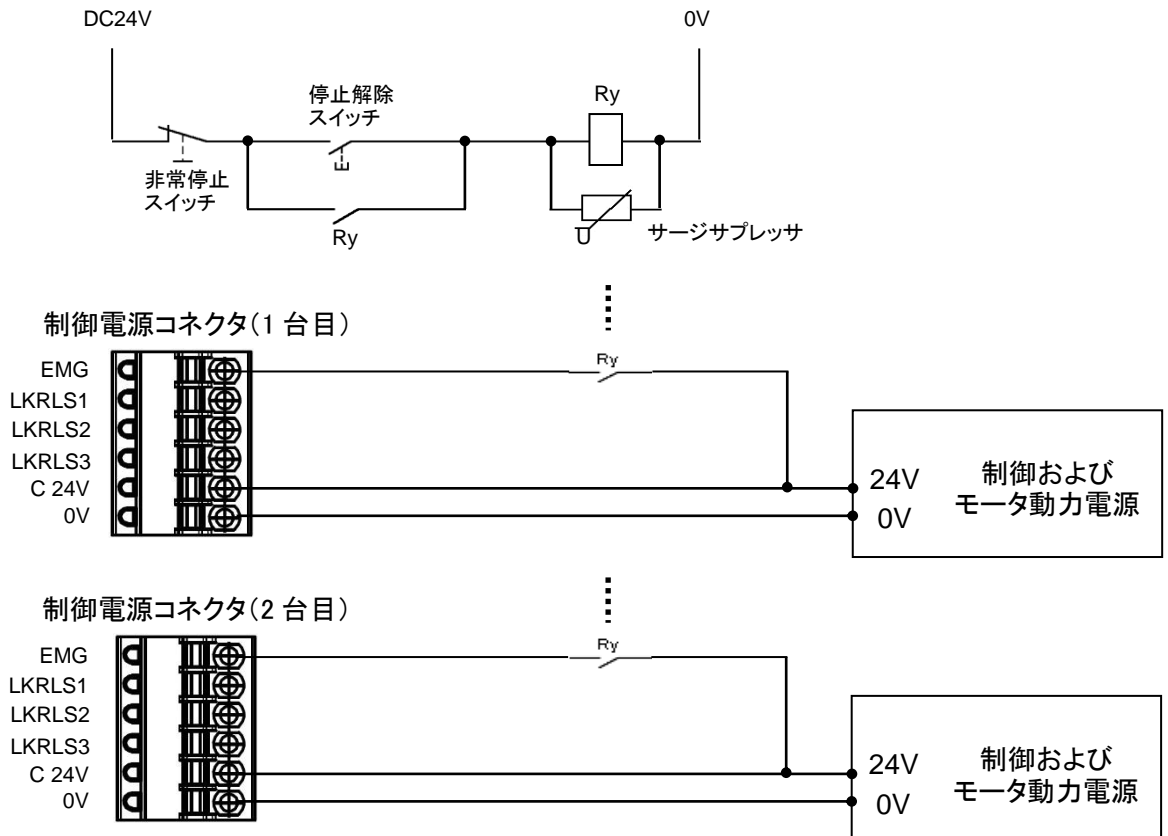 DC24V
0V
停止解除
スイッチ
Ry
非常停止
スイッチ
Ry
サージサプレッサ
制御電源コネクタ(1 台目)
Ry
EMG
LKRLS1
LKRLS2
LKRLS3
C 24V
0V
24V
0V
制御および
モータ動力電源
制御電源コネクタ(2 台目)
Ry
EMG
LKRLS1
LKRLS2
LKRLS3
C 24V
0V
24V
0V
制御および
モータ動力電源